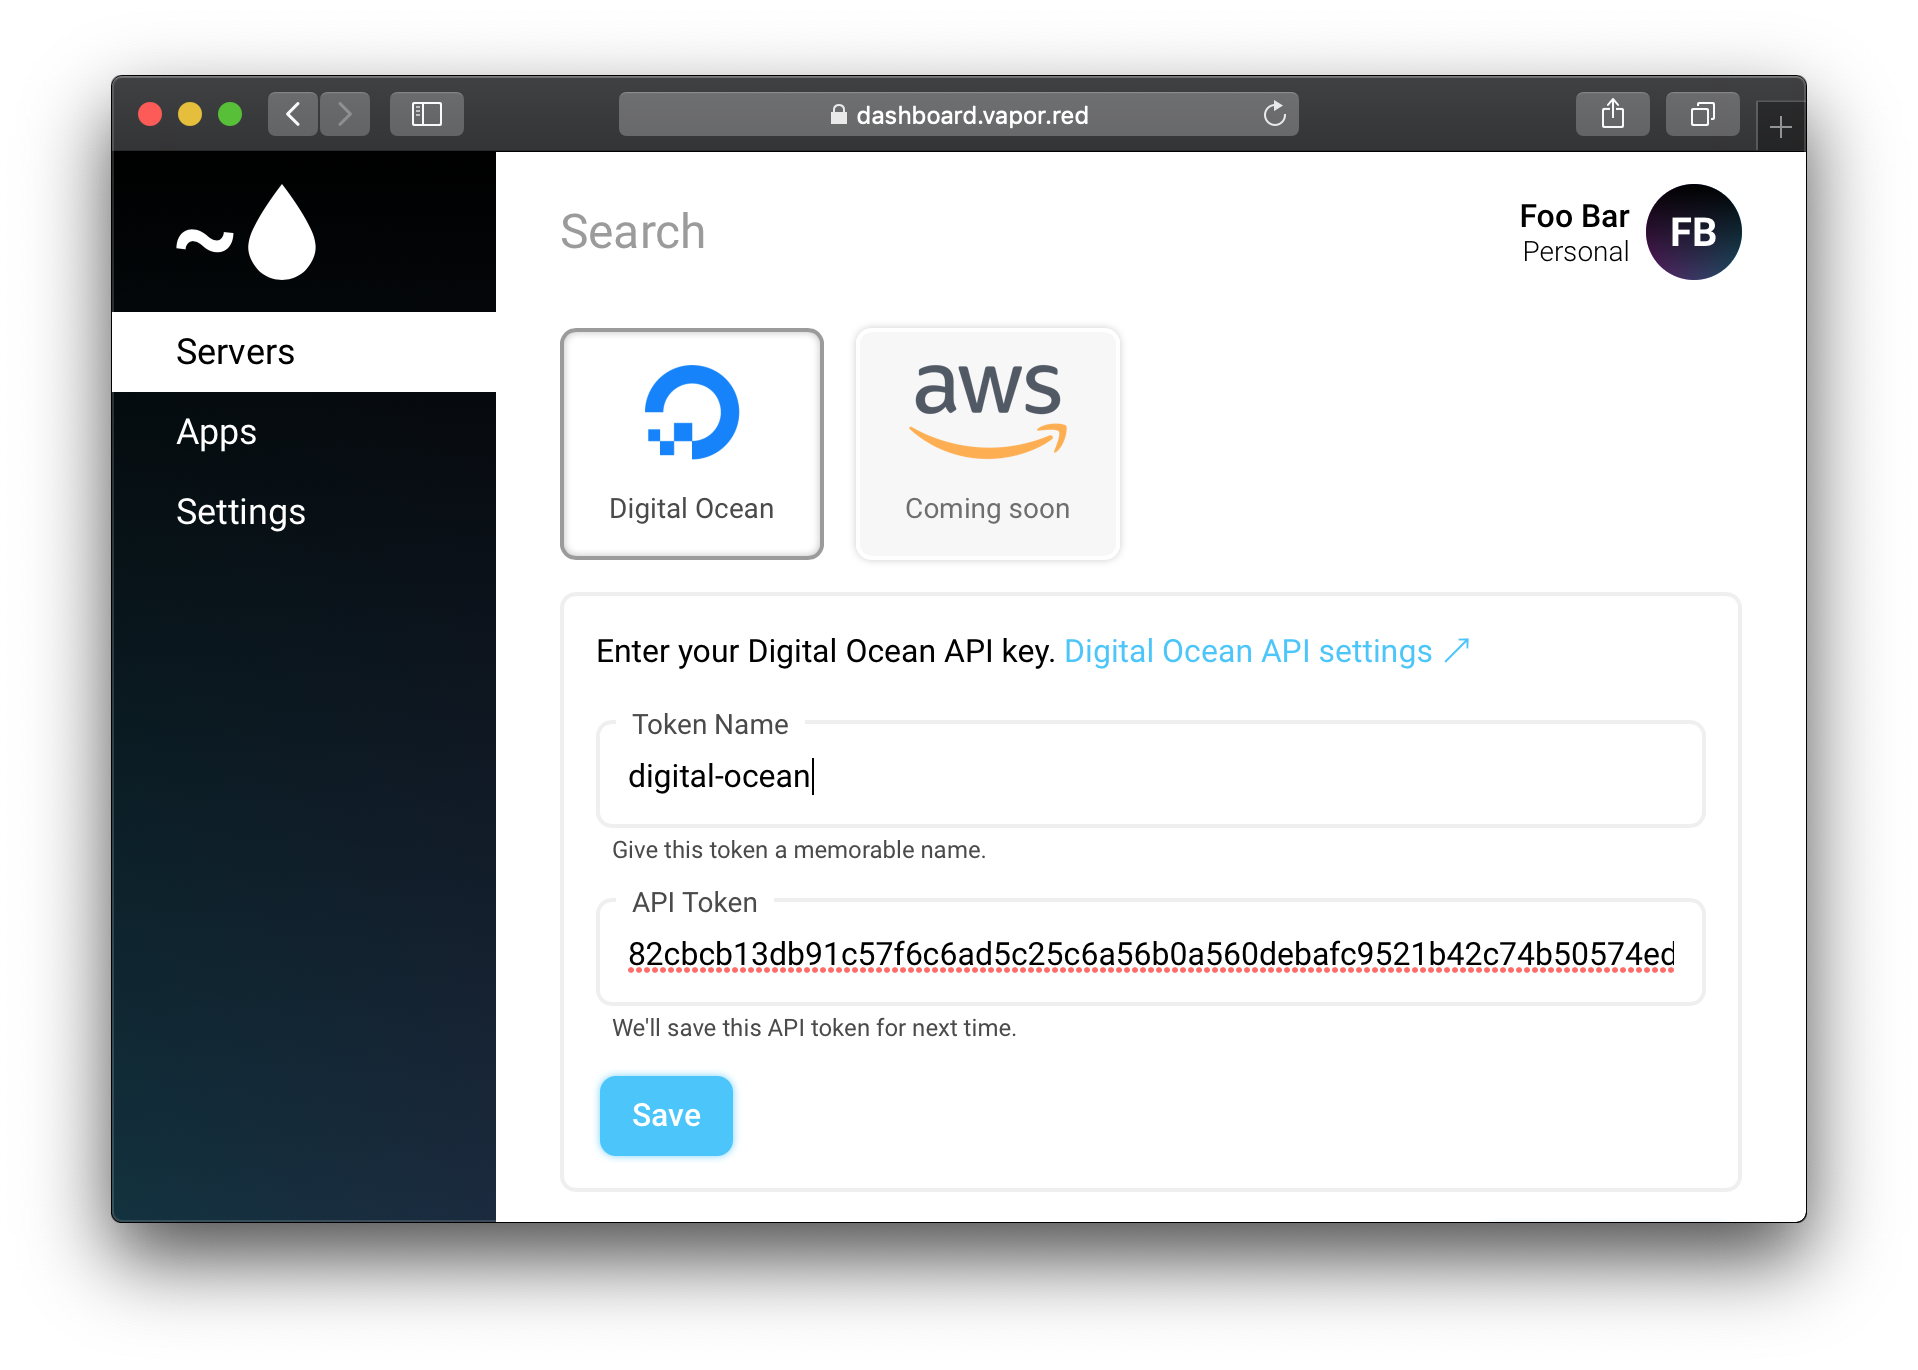 dashboard.vapor.red
~
Search
Foo Bar
Personal
FB
Servers
Apps
Settings
Digital Ocean
aws
Coming soon
Enter your Digital Ocean API key. Digital Ocean API settings ↗
Token Name
digital-ocean
Give this token a memorable name.
API Token
82cbcb13db91c57f6c6ad5c25c6a56b0a560debafc9521b42c74b50574ed
We'll save this API token for next time.
Save